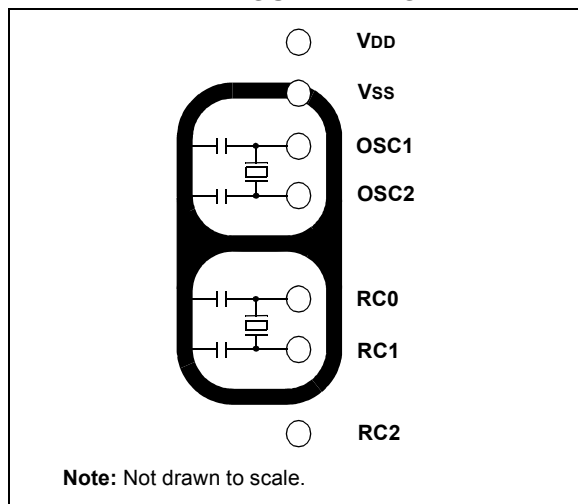 VDD
VSS
OSC1
OSC2
RC0
RC1
RC2
Note: Not drawn to scale.